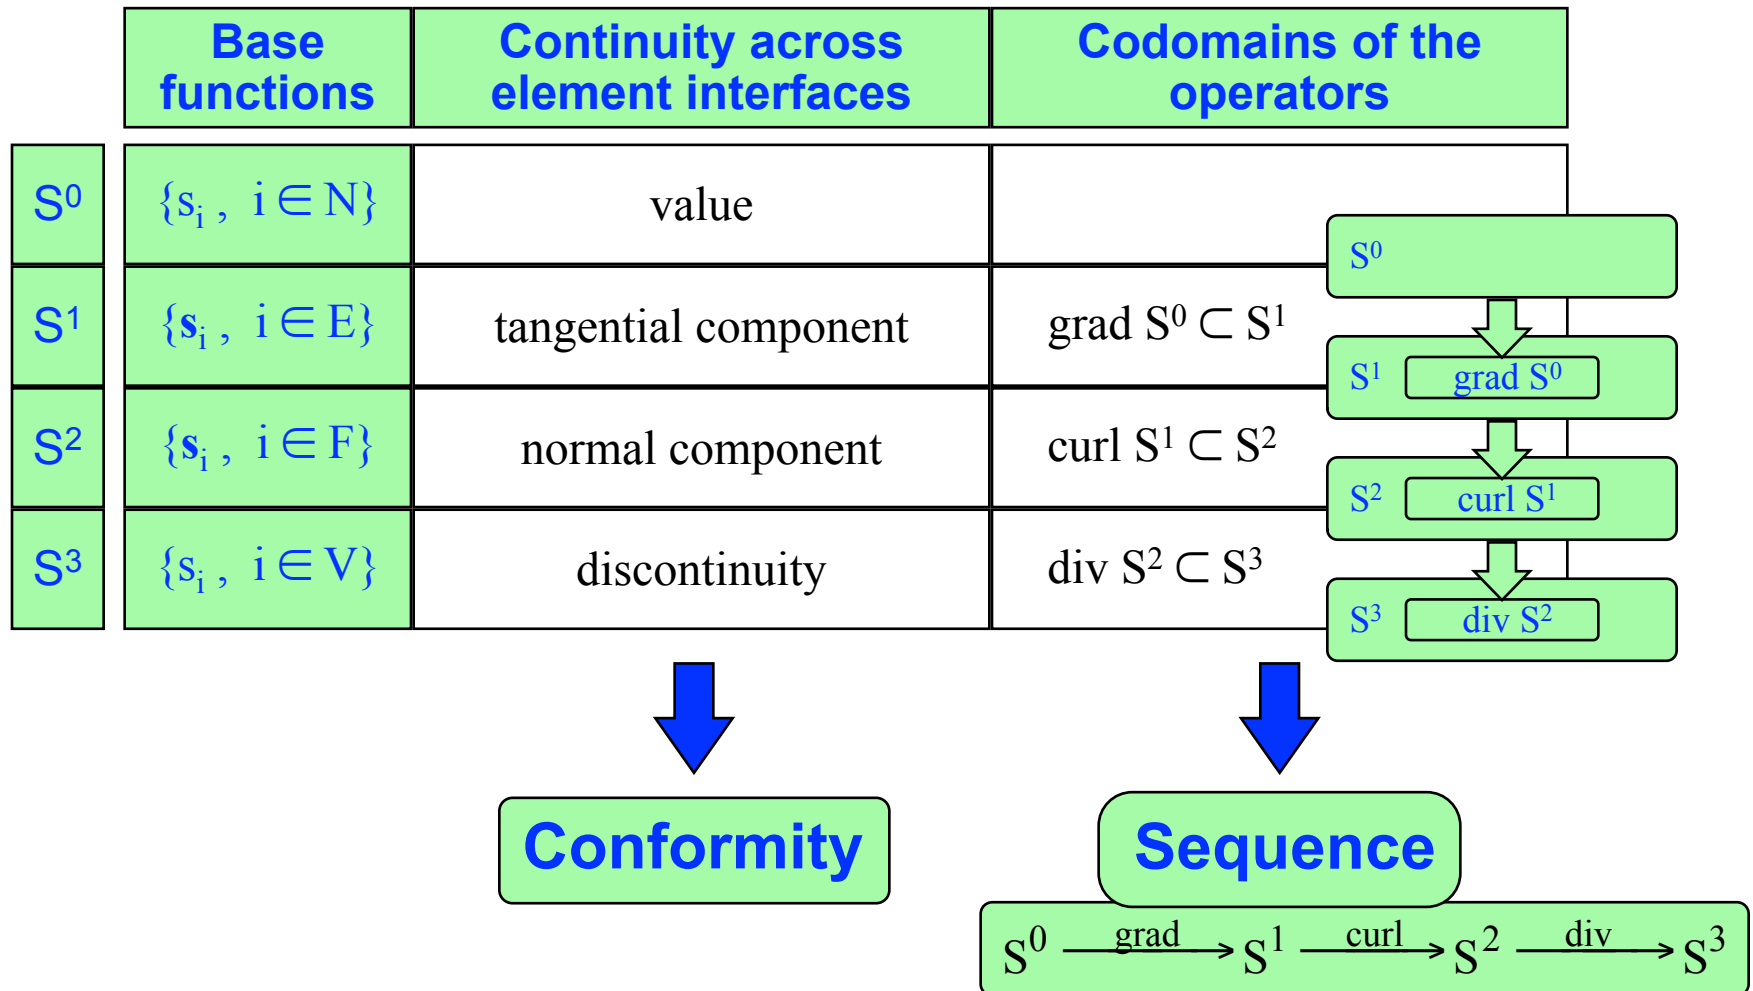 Base
functions
Continuity across
element interfaces
Codomains of the
operators
S⁰
{sᵢ , i ∈ N}
value
S⁰
S¹
{sᵢ , i ∈ E}
tangential component
grad S⁰ ⊂ S¹
S¹ grad S⁰
S²
{sᵢ , i ∈ F}
normal component
curl S¹ ⊂ S²
S² curl S¹
S³
{sᵢ , i ∈ V}
discontinuity
div S² ⊂ S³
S³ div S²
Conformity
Sequence
S⁰ grad S¹ curl S² div S³